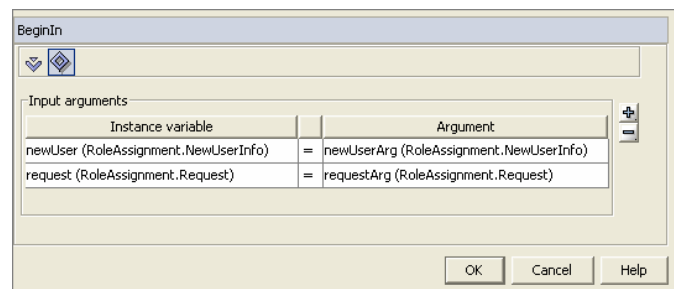 BeginIn
Input arguments
Instance variable Argument
newUser (RoleAssignment.NewUserInfo) = newUserArg (RoleAssignment.NewUserInfo)
request (RoleAssignment.Request) = requestArg (RoleAssignment.Request)
OK Cancel Help